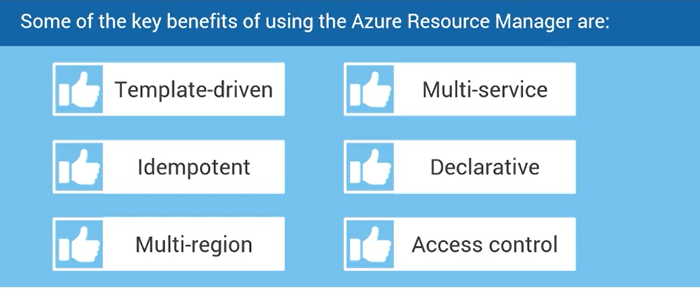 Some of the key benefits of using the Azure Resource Manager are:
Template-driven
Multi-service
Idempotent
Declarative
Multi-region
Access control